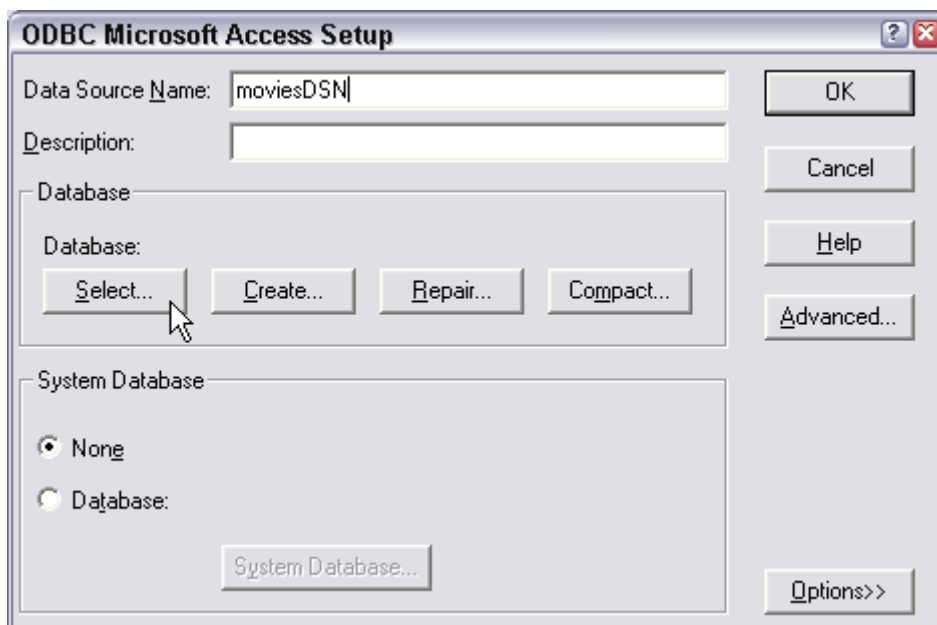 ODBC Microsoft Access Setup
Data Source Name: moviesDSN
OK
Description:
Cancel
Database
Database:
Help
Select... Create... Repair... Compact...
Advanced...
System Database
None
Database:
System Database...
Options>>